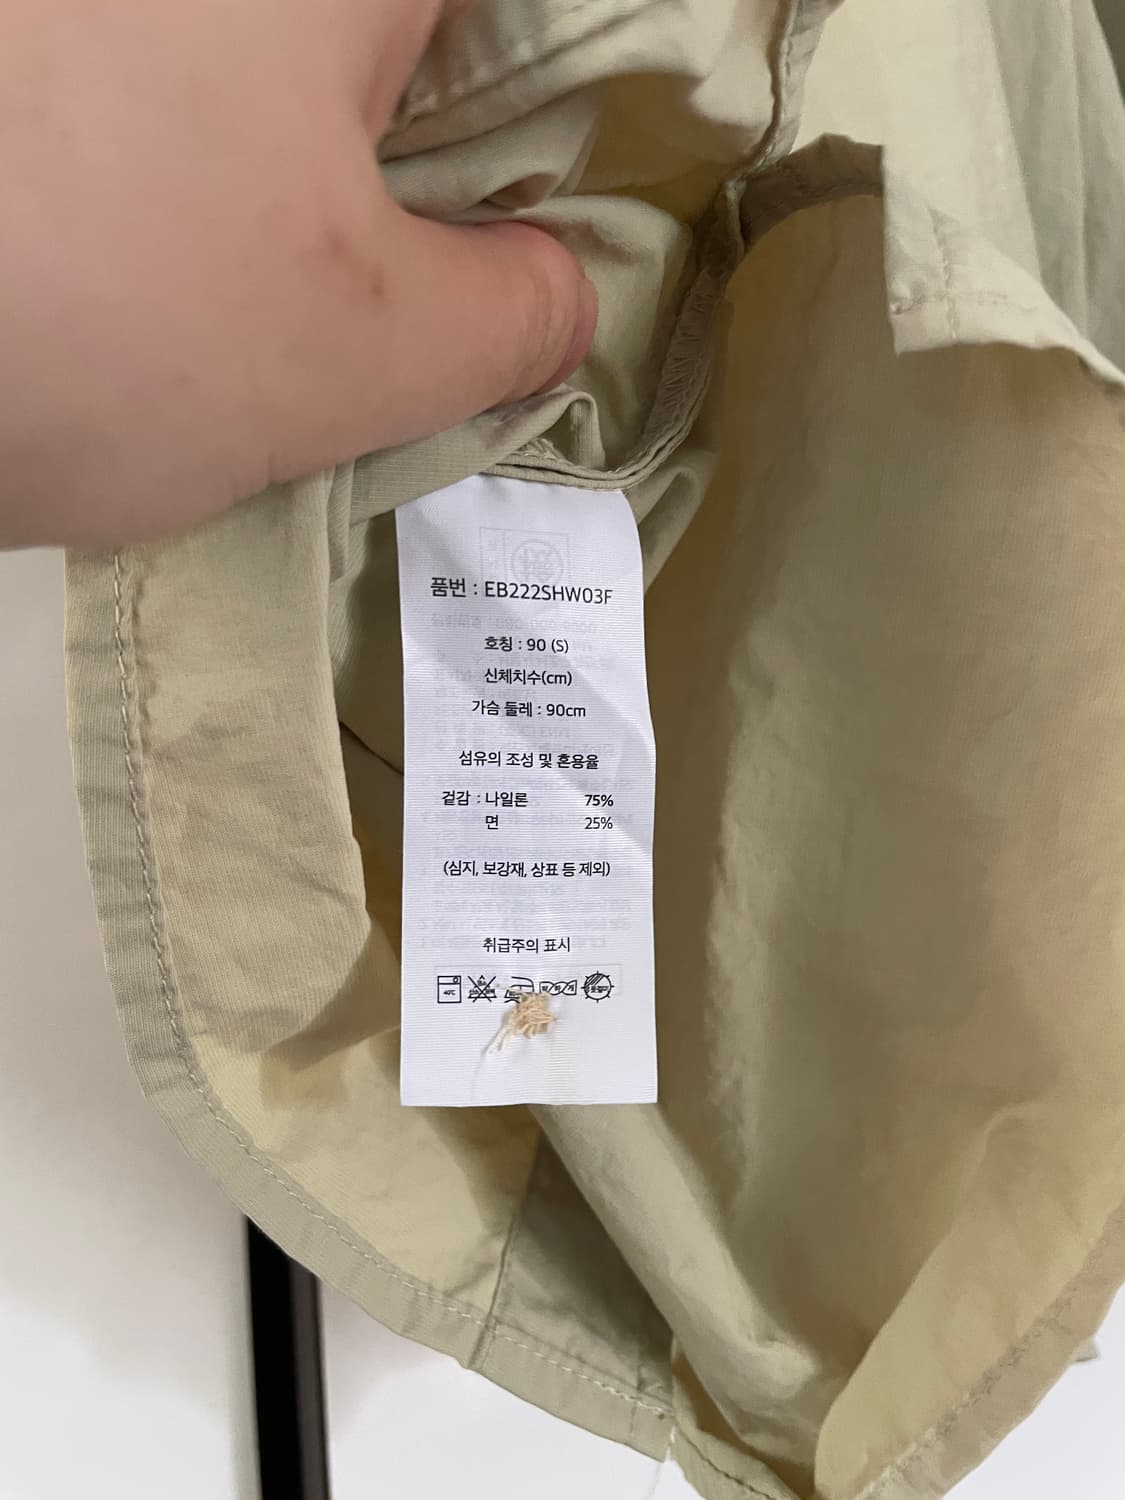 품번 : EB222SHW03F
호칭 : 90 (S)
신체치수(cm)
가슴 둘레 : 90cm
섬유의 조성 및 혼용율
겉감 : 나일론 75%
면 25%
(심지, 보강재, 상표 등 제외)
취급주의 표시
40℃